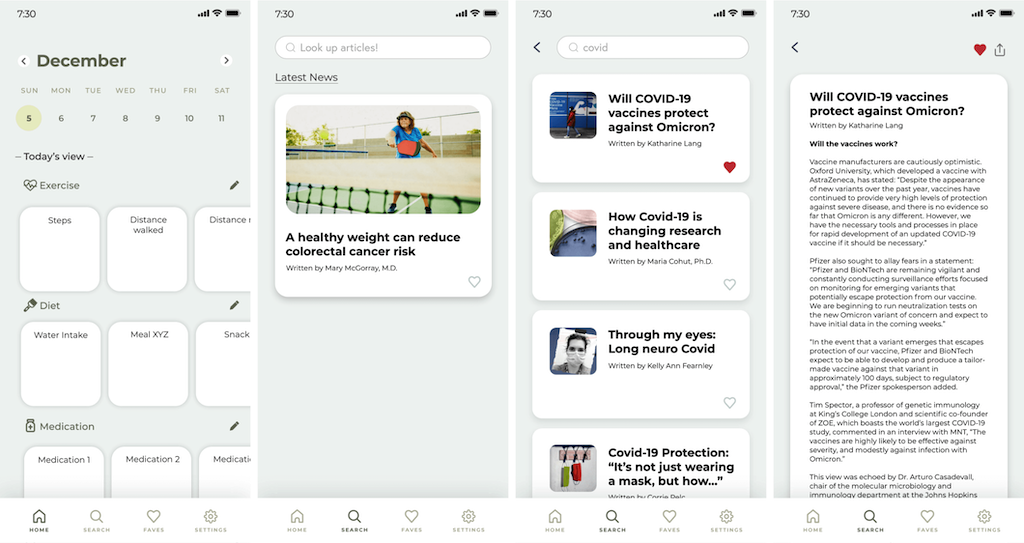 7:30
December
SUN MON TUE WED THU FRI SAT
5 6 7 8 9 10 11
– Today's view –
Exercise
Steps
Distance
walked
Distance
Diet
Water Intake
Meal XYZ
Snack
Medication
Medication 1
Medication 2
HOME SEARCH FAVES SETTINGS
7:30
Look up articles!
Latest News
A healthy weight can reduce
colorectal cancer risk
Written by Mary McGorray, M.D.
HOME SEARCH FAVES SETTINGS
7:30
covid
Will COVID-19
vaccines protect
against Omicron?
Written by Katharine Lang
How Covid-19 is
changing research
and healthcare
Written by Maria Cohut, Ph.D.
Through my eyes:
Long neuro Covid
Written by Kelly Ann Fearnley
Covid-19 Protection:
“It’s not just wearing
a mask, but how...”
Written by Corrie Pelc
HOME SEARCH FAVES SETTINGS
7:30
Will COVID-19 vaccines
protect against Omicron?
Written by Katharine Lang
Will the vaccines work?
Vaccine manufacturers are cautiously optimistic.
Oxford University, which developed a vaccine with
AstraZeneca, has stated: “Despite the appearance
of new variants over the past year, vaccines have
continued to provide very high levels of protection
against severe disease, and there is no evidence so
far that Omicron is any different. However, we
have the necessary tools and processes in place
for rapid development of an updated COVID-19
vaccine if it should be necessary.”
Pfizer also sought to allay fears in a statement:
“Pfizer and BioNTech are remaining vigilant and
constantly conducting surveillance efforts focused
on monitoring for emerging variants that
potentially escape protection from our vaccine.
We are beginning to run neutralization tests on
the new Omicron variant of concern and expect to
have initial data in the coming weeks.”
“In the event that a variant emerges that escapes
protection of our vaccine, Pfizer and BioNTech
expect to be able to develop and produce a tailor-
made vaccine against that variant in
approximately 100 days, subject to regulatory
approval,” the Pfizer spokesperson added.
Tim Spector, a professor of genetic immunology
at King’s College London and scientific co-founder
of ZOE, which boasts the world’s largest COVID-19
study, commented in an interview with MNT, “The
vaccines are highly likely to be effective against
severity, and modestly against infection with
Omicron.”
This view was echoed by Dr. Arturo Casadevall,
chair of the molecular microbiology and
immunology department at the Johns Hopkins
HOME SEARCH FAVES SETTINGS